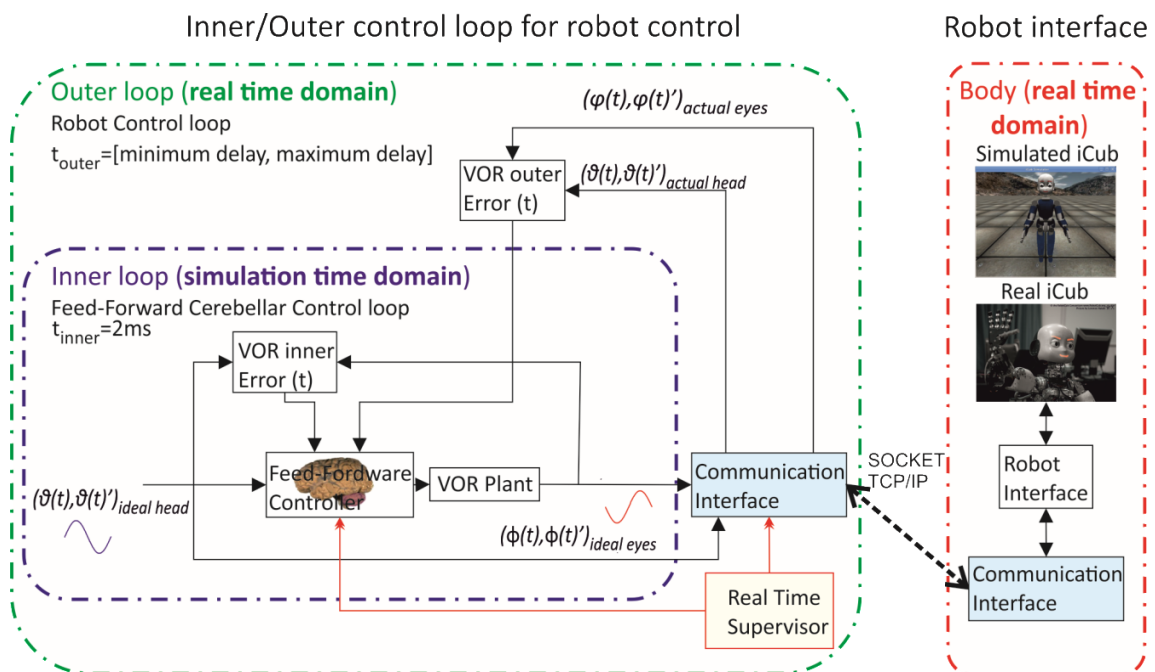 Inner/Outer control loop for robot control
Robot interface
Outer loop (real time domain)
Robot Control loop
t_outer=[minimum delay, maximum delay]
(φ(t),φ(t)’)actual eyes
VOR outer
Error (t)
(ϑ(t),ϑ(t)’)actual head
Inner loop (simulation time domain)
Feed-Forward Cerebellar Control loop
t_inner=2ms
VOR inner
Error (t)
Feed-Fordware
Controller
VOR Plant
(ϑ(t),ϑ(t)’)ideal head
(ϕ(t),ϕ(t)’)ideal eyes
Communication
Interface
Real Time
Supervisor
SOCKET
TCP/IP
Body (real time
domain)
Simulated iCub
Real iCub
Robot
Interface
Communication
Interface